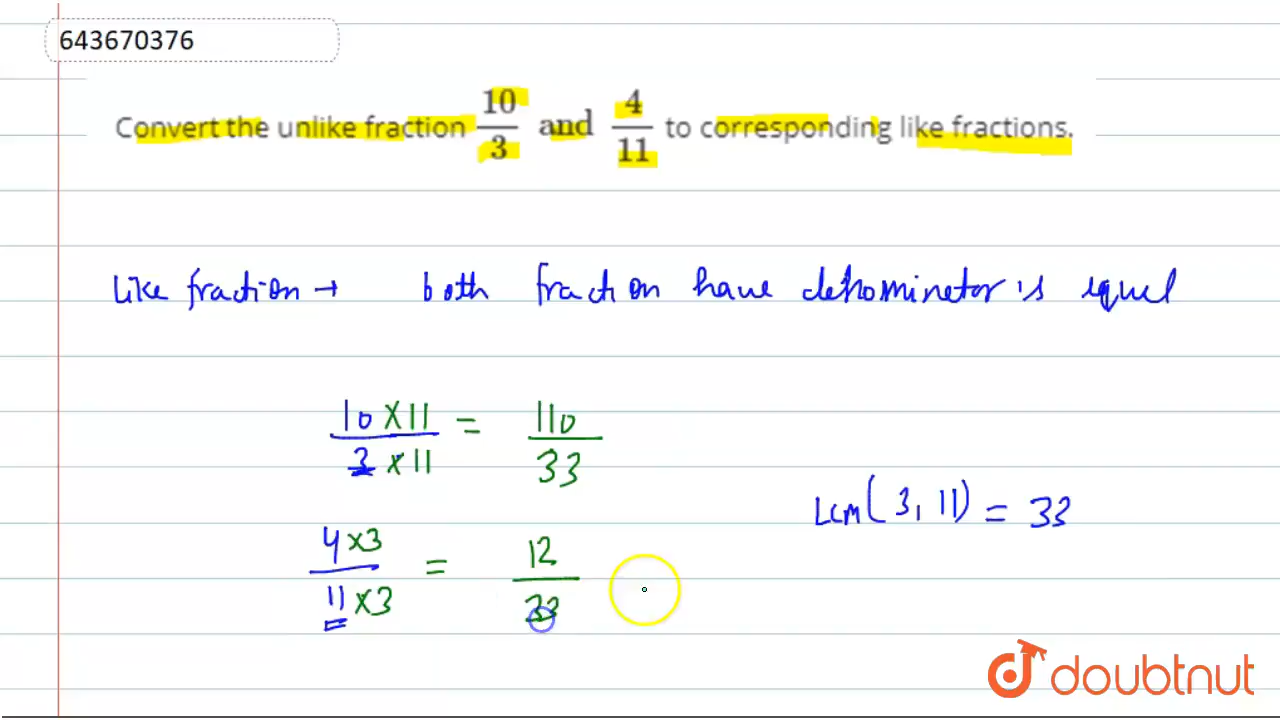 643670376
Convert the unlike fraction 10/3 and 4/11 to corresponding like fractions.
Like fraction → both fraction have denominator is equal
10 × 11 / 3 × 11 = 110 / 33
Lcm(3, 11) = 33
4 × 3 / 11 × 3 = 12 / 33
doubtnut